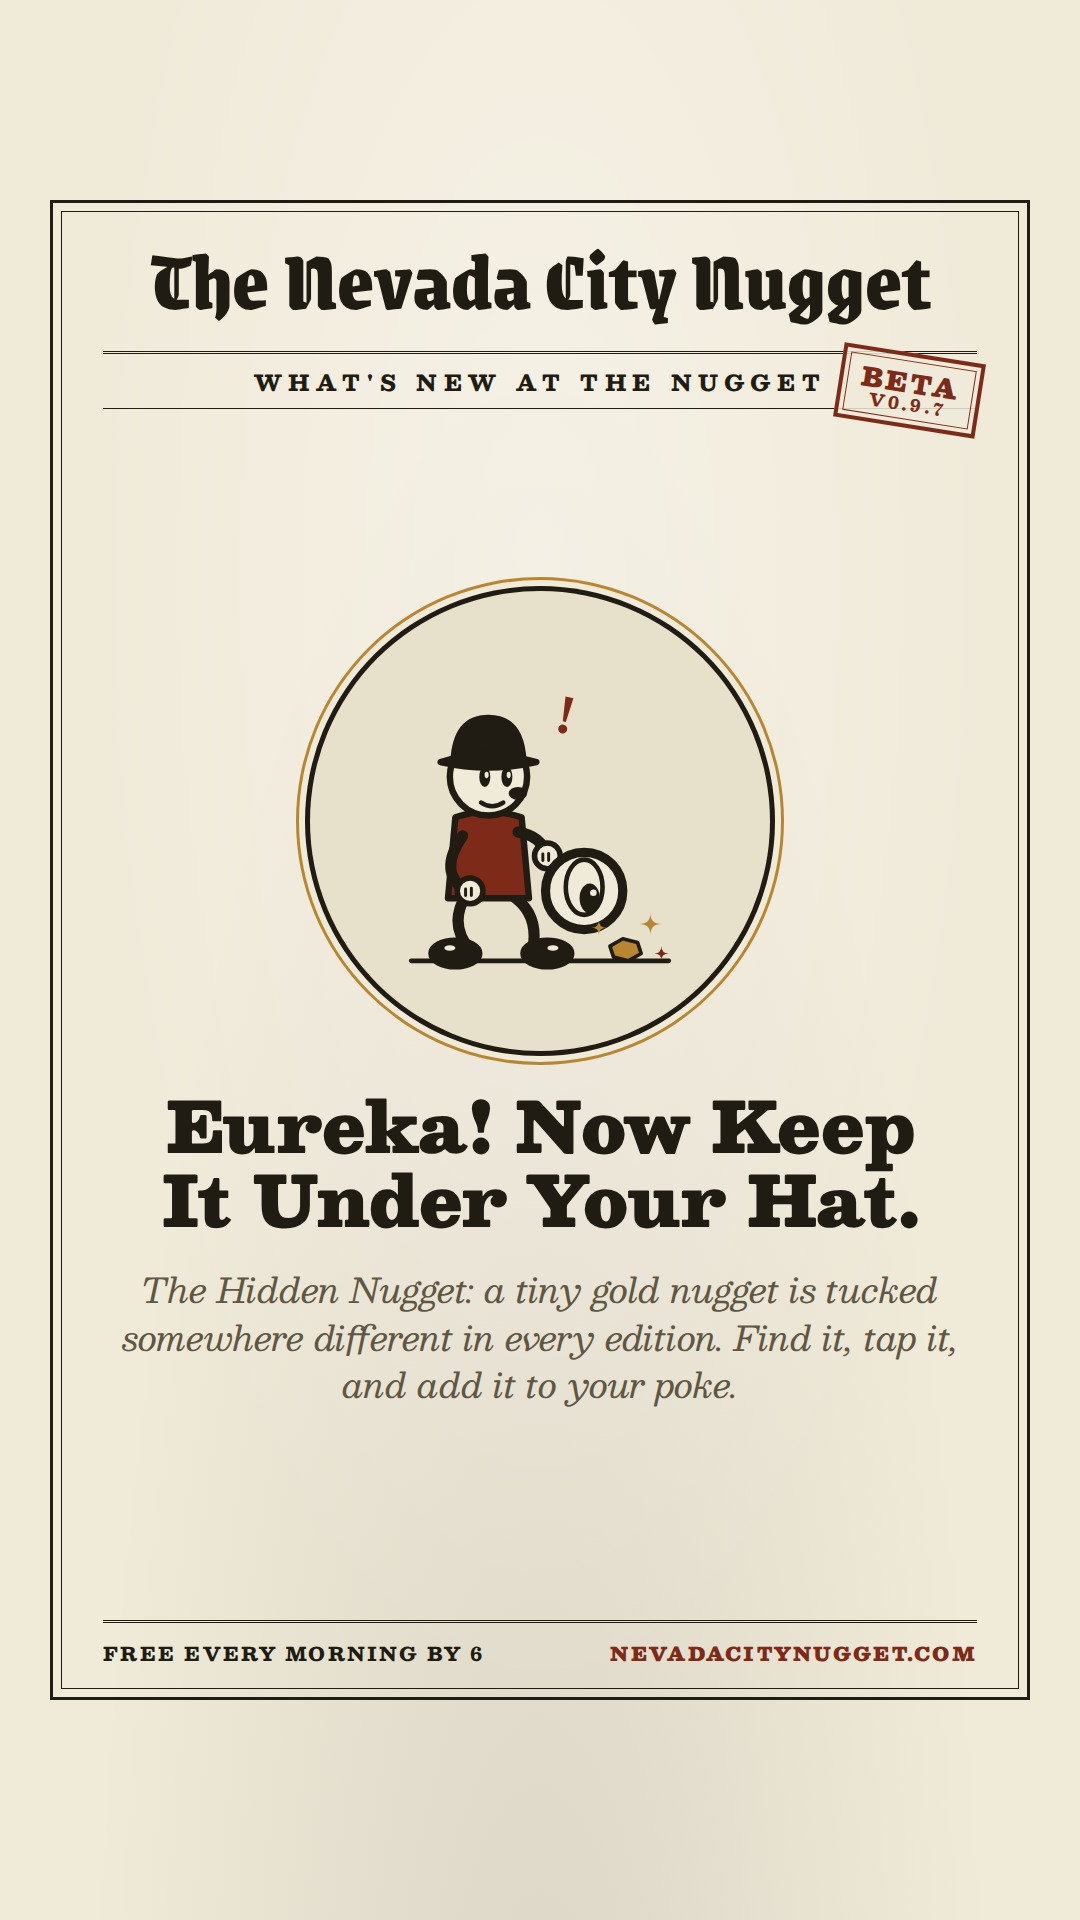 The Nevada City Nugget
WHAT'S NEW AT THE NUGGET
BETA
V0.9.7
!
Eureka! Now Keep
It Under Your Hat.
The Hidden Nugget: a tiny gold nugget is tucked
somewhere different in every edition. Find it, tap it,
and add it to your poke.
FREE EVERY MORNING BY 6
NEVADACITYNUGGET.COM